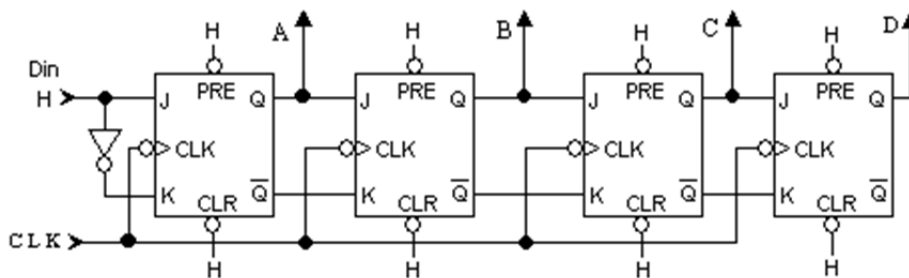 H A H B H C H D
Din
H
J PRE Q J PRE Q J PRE Q J PRE Q
CLK CLK CLK CLK
K CLR Q̅ K CLR Q̅ K CLR Q̅ K CLR Q̅
CLK
H H H H